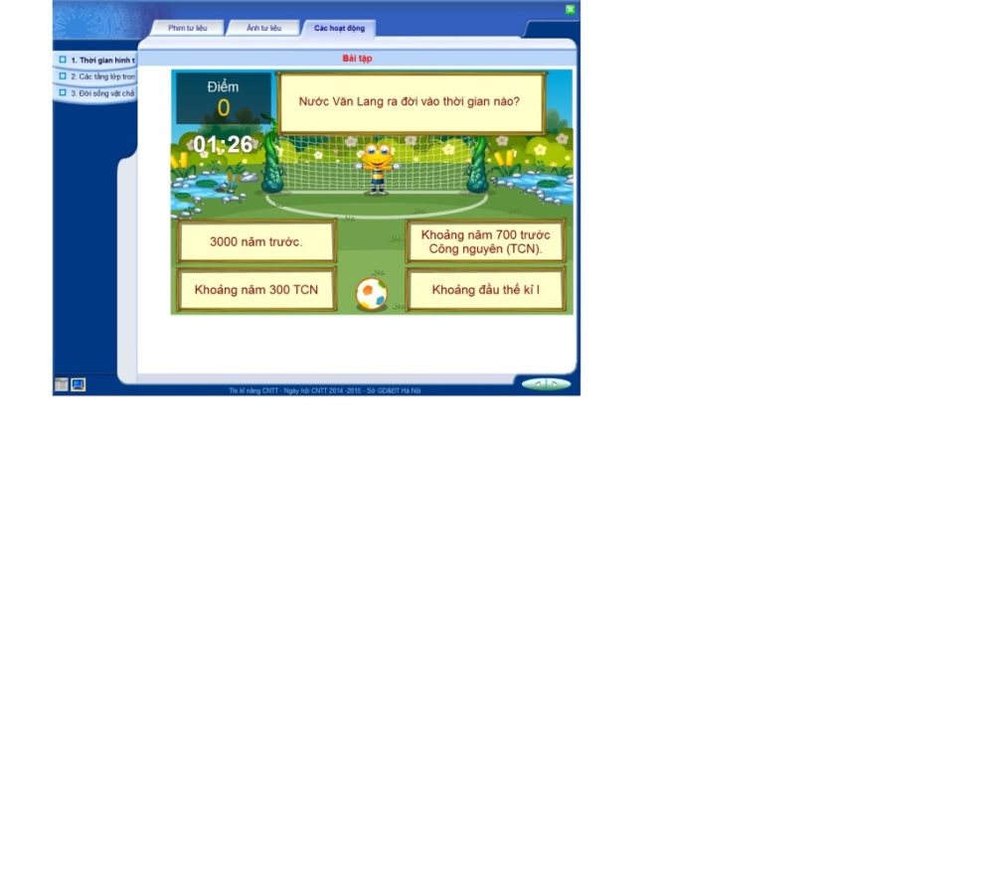 Phim tư liệu
Ảnh tư liệu
Các hoạt động
1. Thời gian hình t
2. Các tầng lớp tron
3. Đời sống vật chấ
Bài tập
Điểm
0
01:26
Nước Văn Lang ra đời vào thời gian nào?
3000 năm trước.
Khoảng năm 700 trước
Công nguyên (TCN).
Khoảng năm 300 TCN
Khoảng đầu thế kỉ I
Thi kĩ năng CNTT - Ngày hội CNTT 2014 -2015 - Sở GD&ĐT Hà Nội